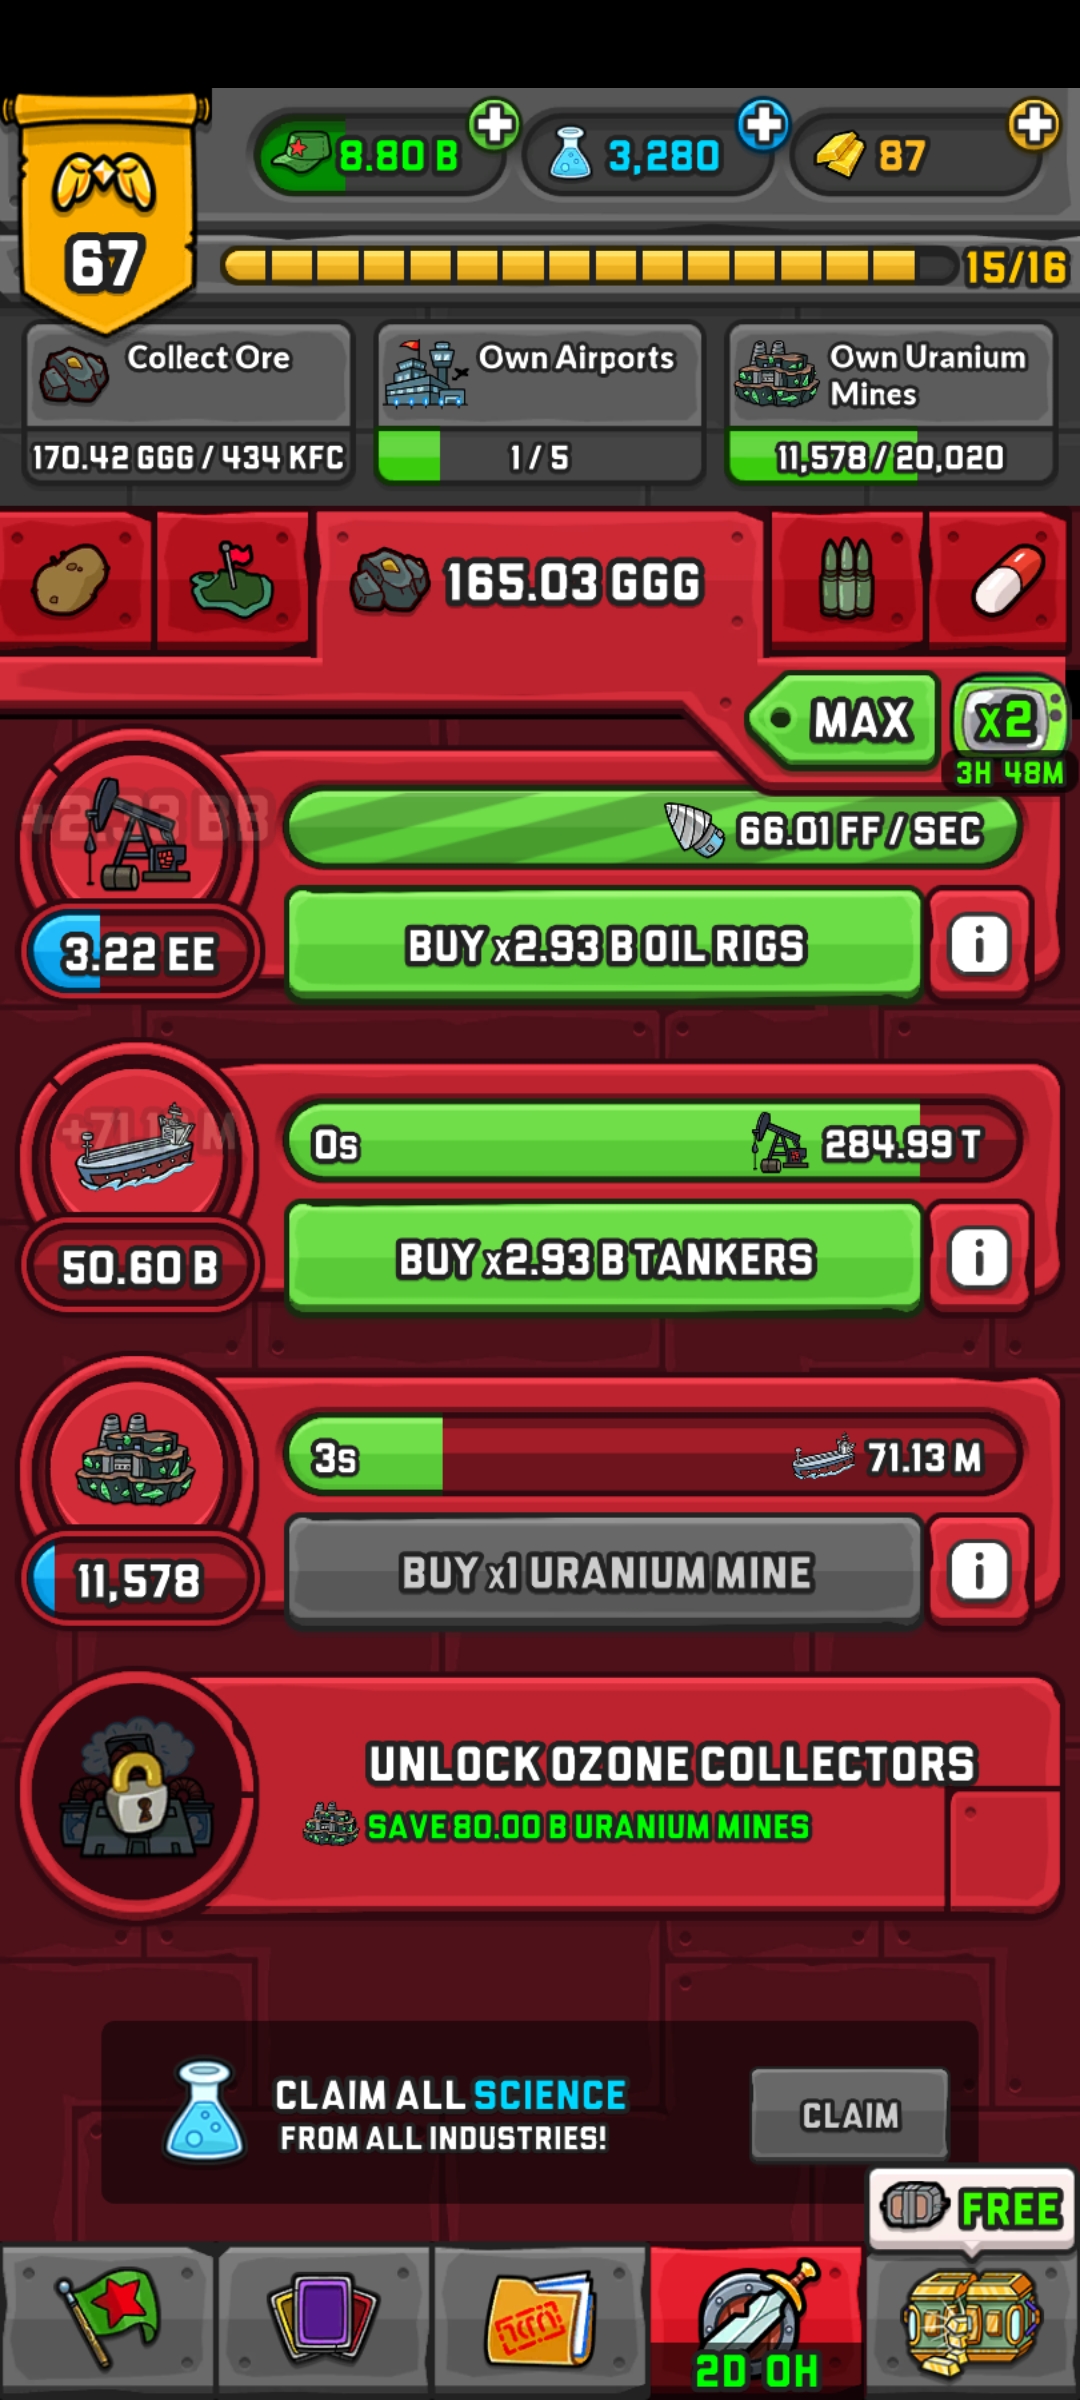 8.80 B
3,280
87
67
15/16
Collect Ore
170.42 GGG / 434 KFC
Own Airports
1 / 5
Own Uranium
Mines
11,578 / 20,020
165.03 GGG
MAX
x2
3H 48M
66.01 FF / SEC
3.22 EE
BUY x2.93 B OIL RIGS
i
+71.13 M
0s
284.99 T
50.60 B
BUY x2.93 B TANKERS
i
3s
71.13 M
11,578
BUY x1 URANIUM MINE
i
UNLOCK OZONE COLLECTORS
SAVE 80.00 B URANIUM MINES
CLAIM ALL SCIENCE
FROM ALL INDUSTRIES!
CLAIM
FREE
2D 0H